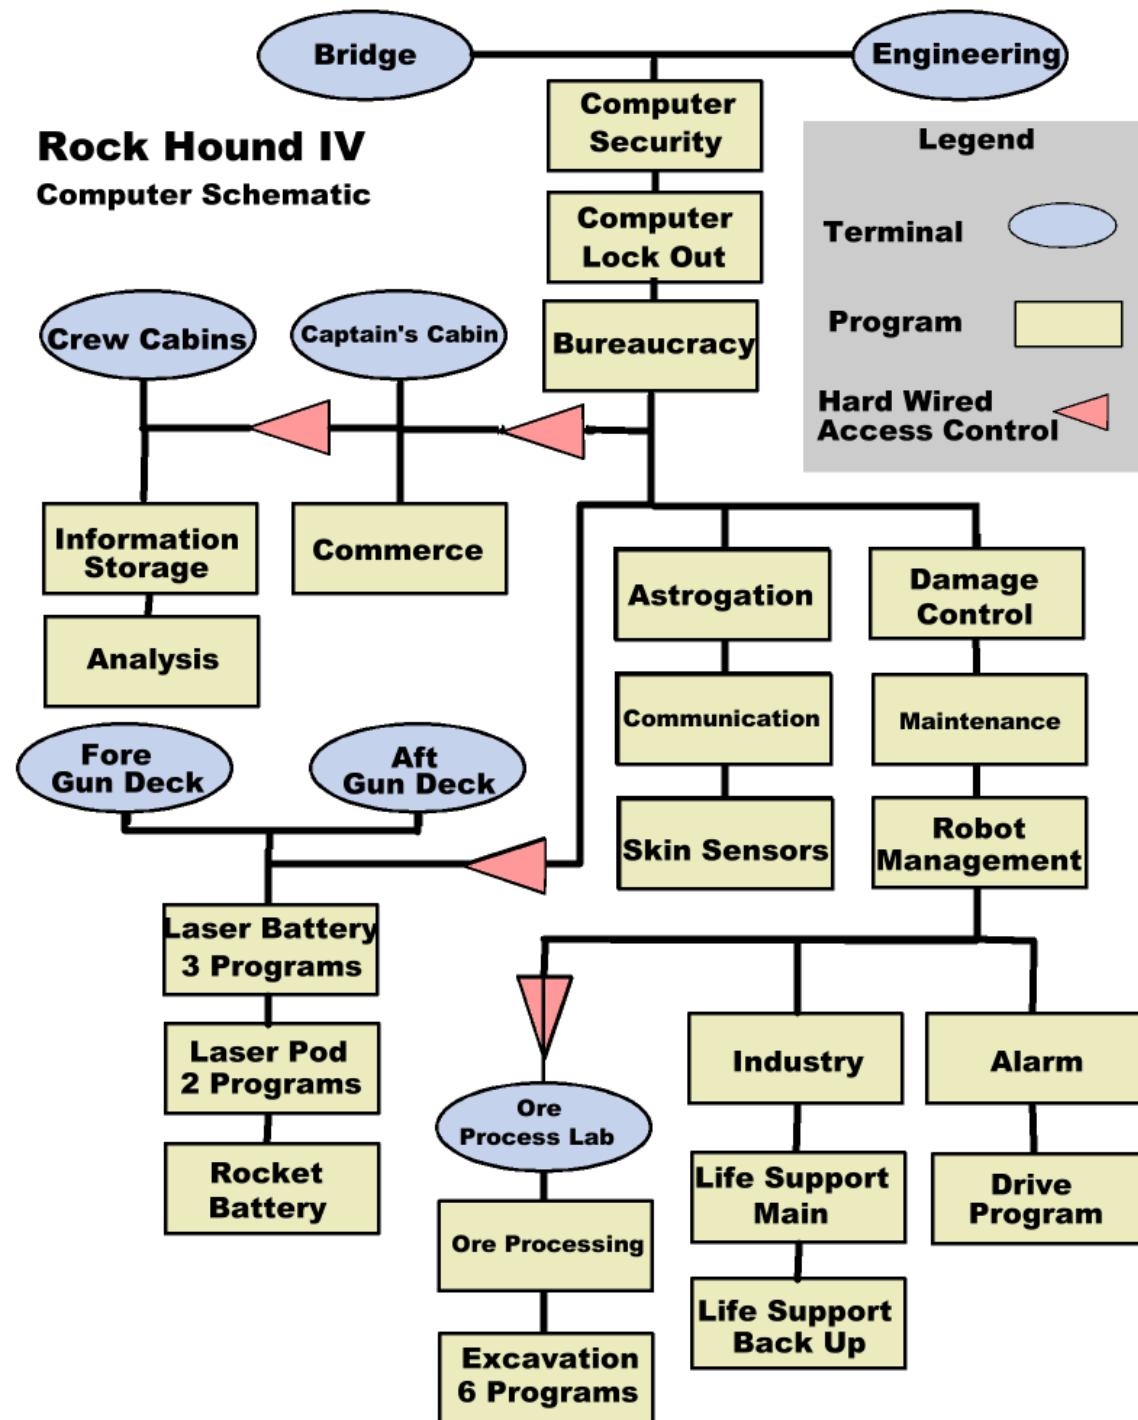 Bridge
Engineering
Computer
Security
Rock Hound IV
Computer Schematic
Legend
Terminal
Program
Hard Wired
Access Control
Computer
Lock Out
Bureaucracy
Crew Cabins
Captain's Cabin
Information
Storage
Commerce
Analysis
Astrogation
Damage
Control
Communication
Maintenance
Skin Sensors
Robot
Management
Fore
Gun Deck
Aft
Gun Deck
Laser Battery
3 Programs
Laser Pod
2 Programs
Rocket
Battery
Ore
Process Lab
Ore Processing
Excavation
6 Programs
Industry
Life Support
Main
Life Support
Back Up
Alarm
Drive
Program